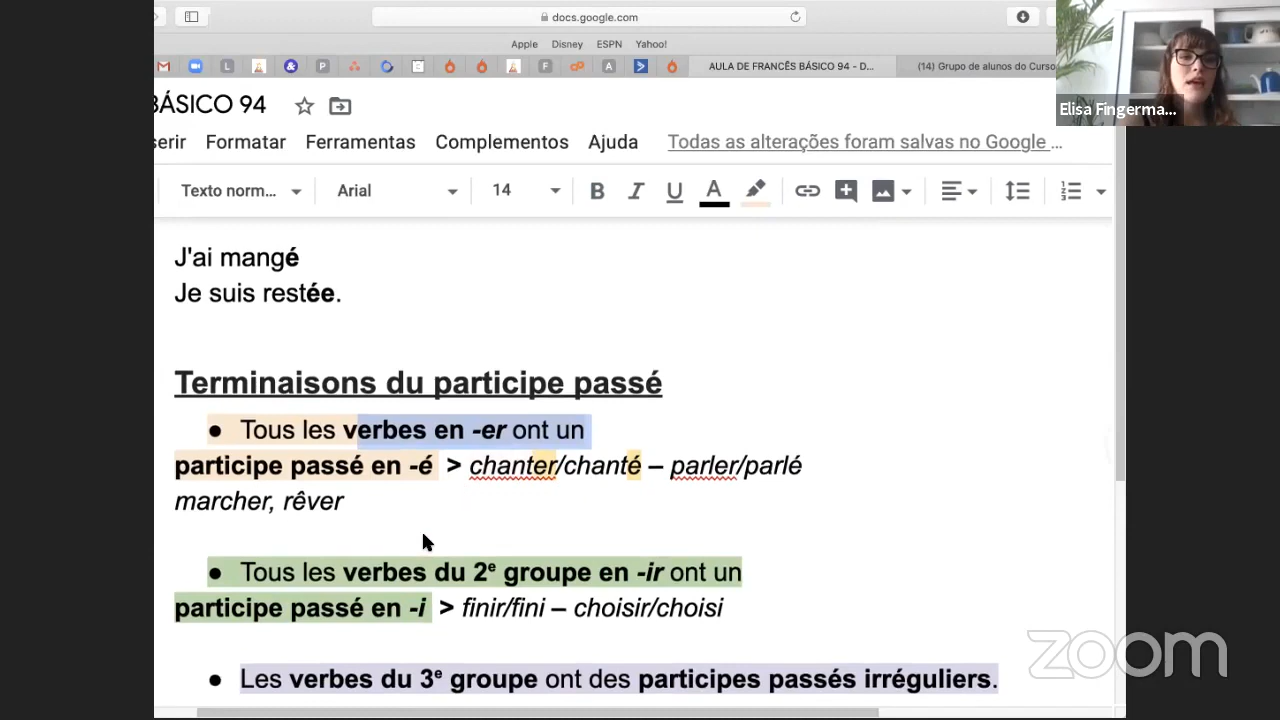 docs.google.com
Apple Disney ESPN Yahoo!
L P F A AULA DE FRANCÊS BÁSICO 94 - D... (14) Grupo de alunos do Curso
Elisa Fingerma...
BÁSICO 94
serir Formatar Ferramentas Complementos Ajuda Todas as alterações foram salvas no Google ...
Texto norm... Arial 14 B I U A
J'ai mangé
Je suis restée.
Terminaisons du participe passé
● Tous les verbes en -er ont un
participe passé en -é > chanter/chanté – parler/parlé
marcher, rêver
● Tous les verbes du 2e groupe en -ir ont un
participe passé en -i > finir/fini – choisir/choisi
zoom
● Les verbes du 3e groupe ont des participes passés irréguliers.